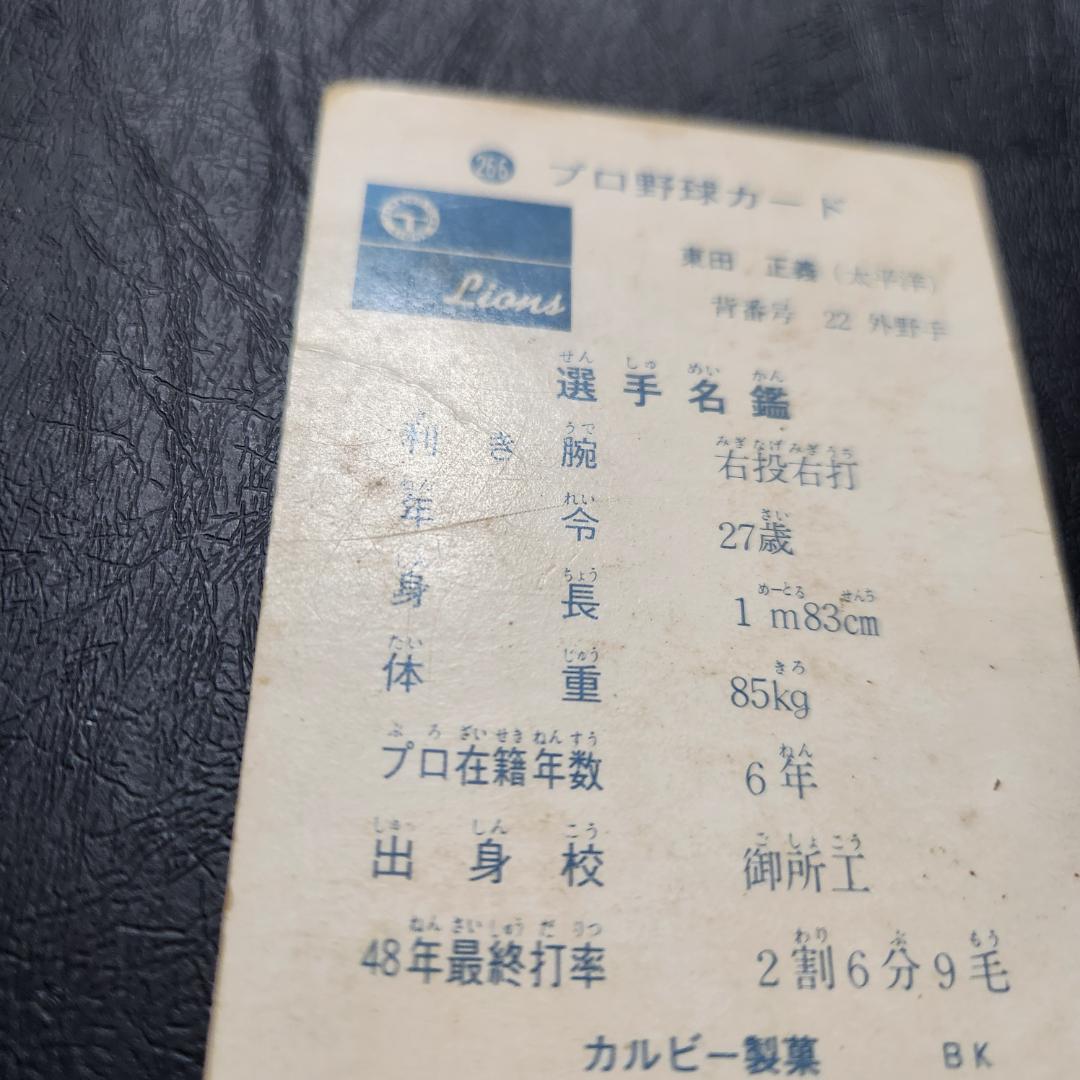 266 プロ野球カード
Lions
東田 正義(太平洋)
背番号 22 外野手
せん しゅ めい かん
選手名鑑
うで みぎなげみぎうち
利き腕 右投右打
ねん れい さい
年令 27歳
しん ちょう めーとる せんち
身長 1m83cm
たい じゅう きろ
体重 85kg
ぷろざいせきねんすう ねん
プロ在籍年数 6年
しゅっ しん こう ごしょこう
出身校 御所工
ねんさいしゅうだりつ わり ぶ もう
48年最終打率 2割6分9毛
カルビー製菓 BK